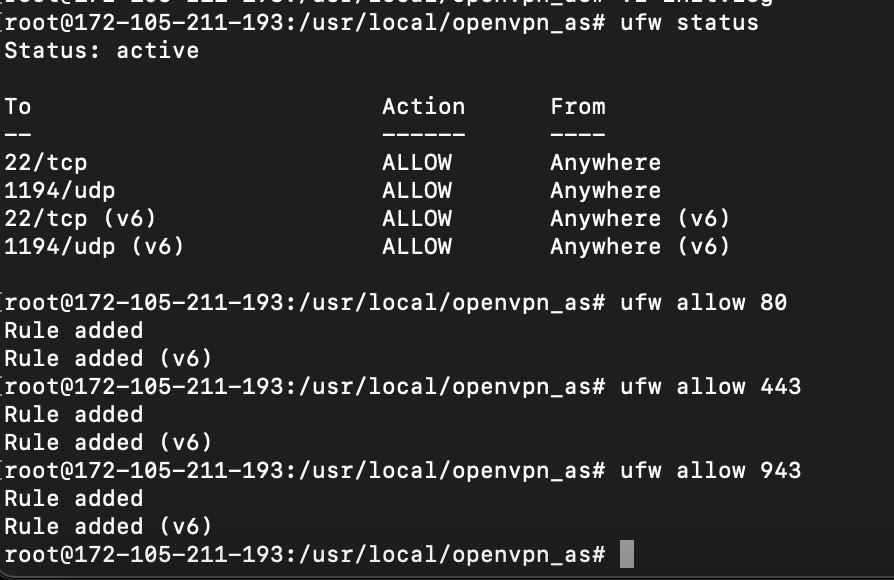 root@172-105-211-193:/usr/local/openvpn_as# ufw status
Status: active
To Action From
-- ------ ----
22/tcp ALLOW Anywhere
1194/udp ALLOW Anywhere
22/tcp (v6) ALLOW Anywhere (v6)
1194/udp (v6) ALLOW Anywhere (v6)
[root@172-105-211-193:/usr/local/openvpn_as# ufw allow 80
Rule added
Rule added (v6)
[root@172-105-211-193:/usr/local/openvpn_as# ufw allow 443
Rule added
Rule added (v6)
[root@172-105-211-193:/usr/local/openvpn_as# ufw allow 943
Rule added
Rule added (v6)
root@172-105-211-193:/usr/local/openvpn_as#